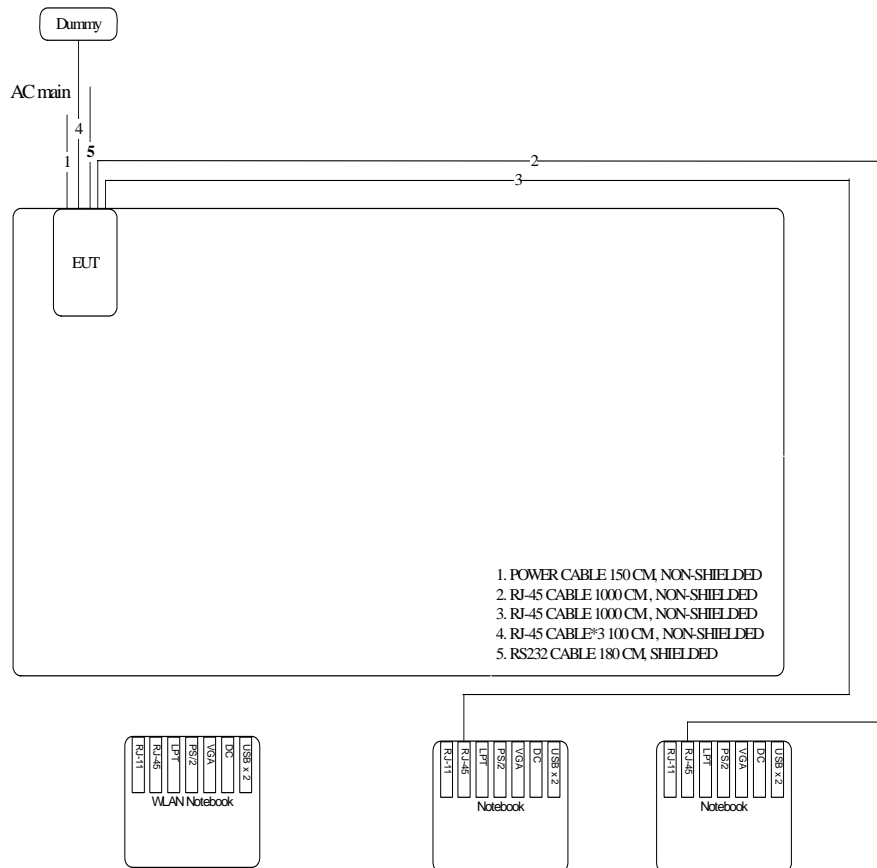 Dummy
AC main
4
5
1
2
3
EUT
1. POWER CABLE 150 CM, NON-SHIELDED
2. RJ-45 CABLE 1000 CM , NON-SHIELDED
3. RJ-45 CABLE 1000 CM , NON-SHIELDED
4. RJ-45 CABLE*3 100 CM , NON-SHIELDED
5. RS232 CABLE 180 CM, SHIELDED
RJ-11
RJ-45
LPT
PS/2
VGA
DC
USB x 2
WLAN Notebook
RJ-11
RJ-45
LPT
PS/2
VGA
DC
USB x 2
Notebook
RJ-11
RJ-45
LPT
PS/2
VGA
DC
USB x 2
Notebook